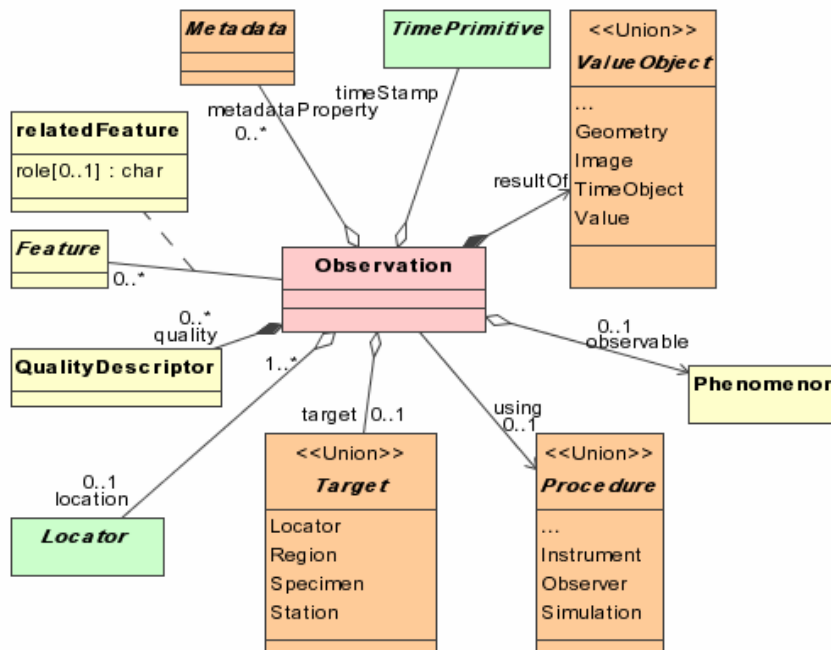 Metadata
TimePrimitive
<<Union>>
ValueObject
...
Geometry
Image
TimeObject
Value
timeStamp
metadataProperty
0..*
relatedFeature
role[0..1] : char
resultOf
Feature
0..*
Observation
0..*
quality
QualityDescriptor
1..*
0..1
observable
Phenomenon
target
0..1
using
0..1
<<Union>>
Target
Locator
Region
Specimen
Station
<<Union>>
Procedure
...
Instrument
Observer
Simulation
0..1
location
Locator